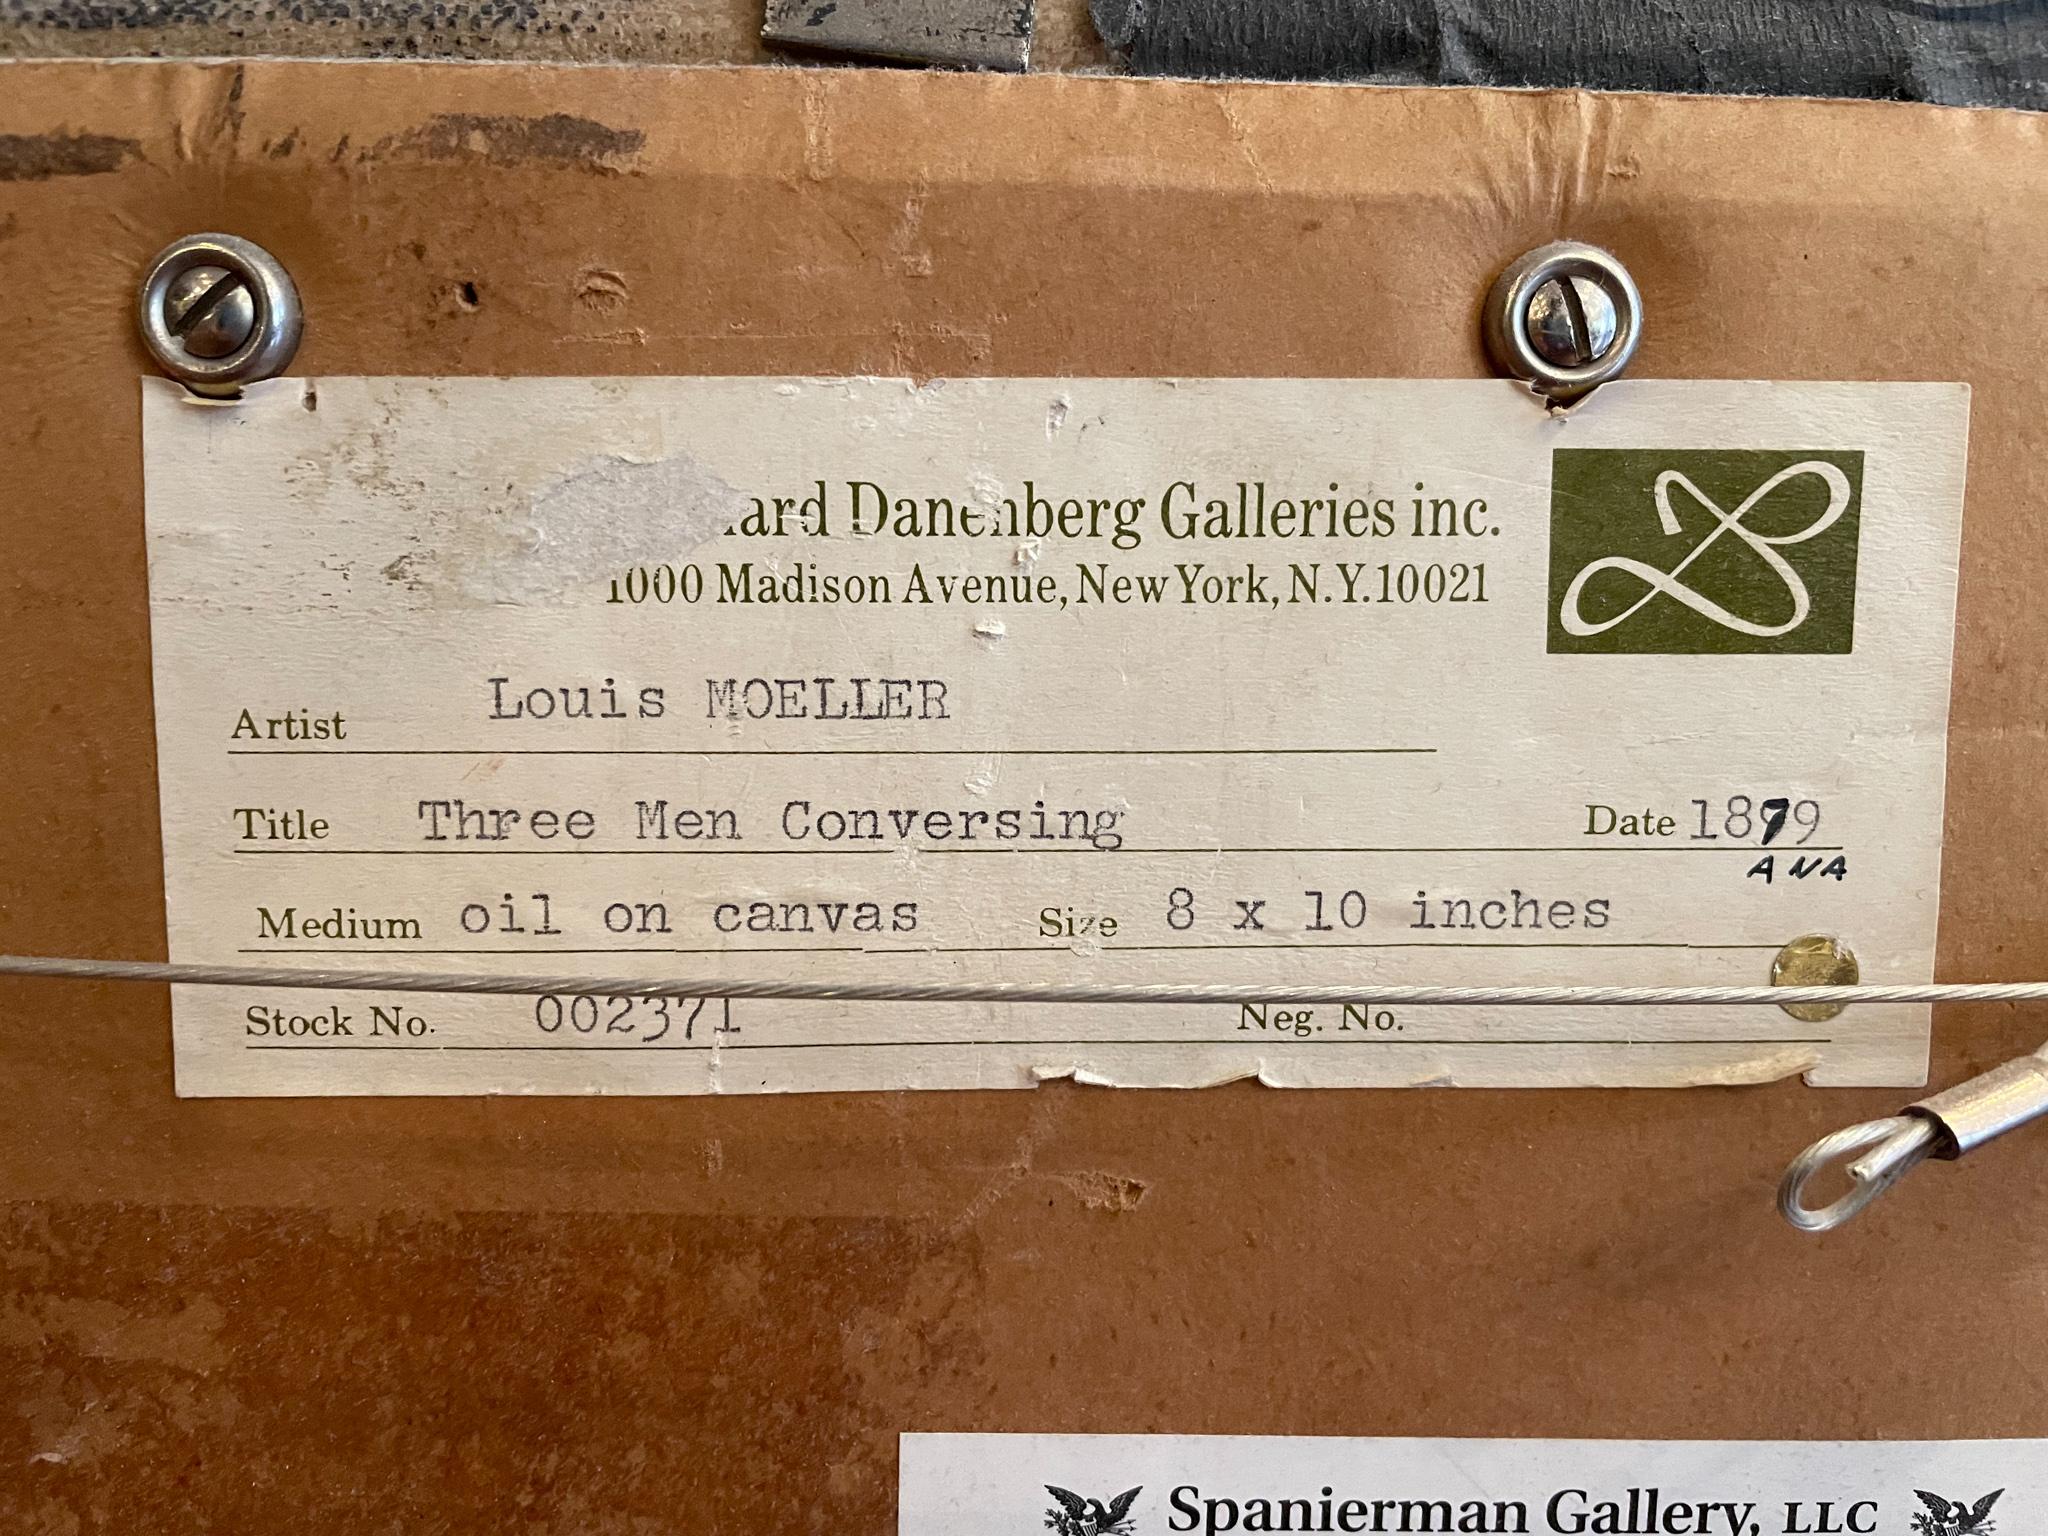 Danenberg Galleries inc.
1000 Madison Avenue, New York, N.Y. 10021
Artist Louis MOELLER
Title Three Men Conversing Date 1879
ANA
Medium oil on canvas Size 8 x 10 inches
Stock No. 002371 Neg. No.
Spanierman Gallery, LLC